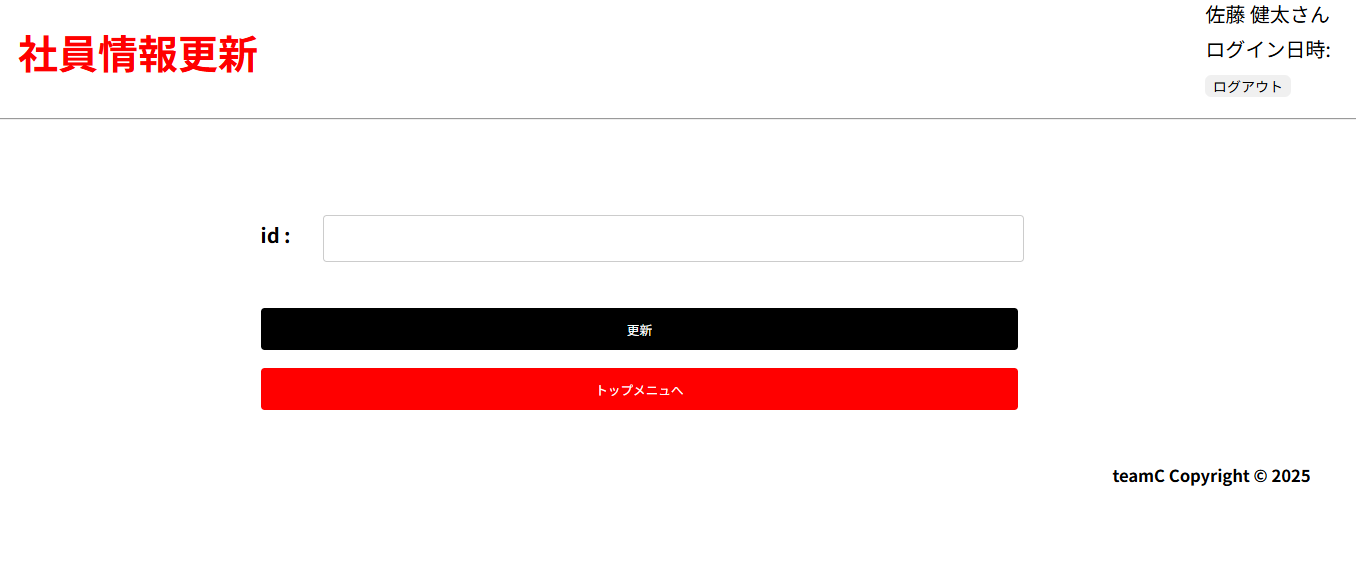 社員情報更新
佐藤 健太さん
ログイン日時:
ログアウト
id :
更新
トップメニュへ
teamC Copyright © 2025